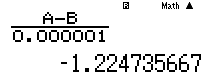 R Math ▲
A-B
0.000001
-1.224735667